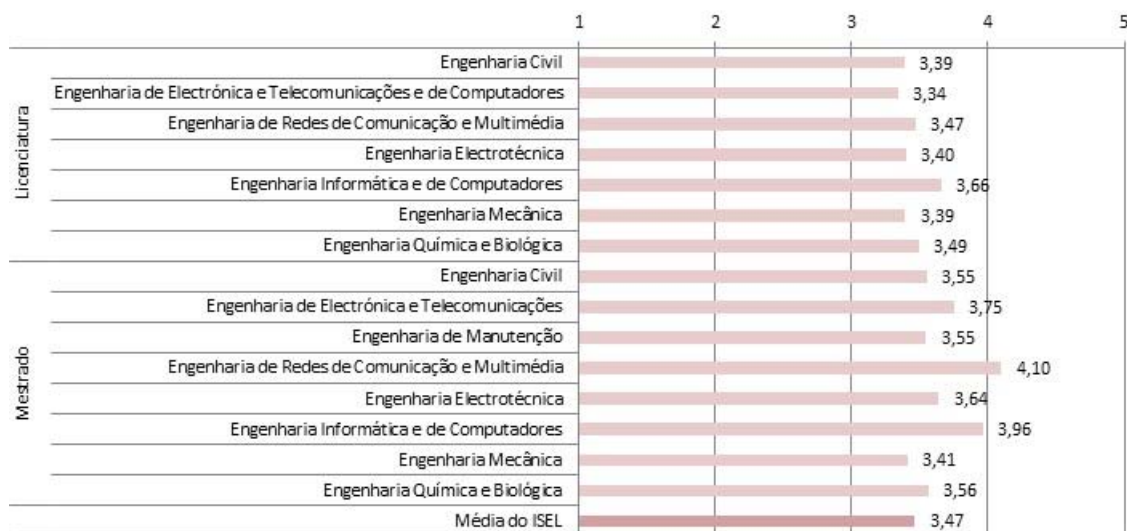 1 2 3 4 5
Licenciatura
Engenharia Civil 3,39
Engenharia de Electrónica e Telecomunicações e de Computadores 3,34
Engenharia de Redes de Comunicação e Multimédia 3,47
Engenharia Electrotécnica 3,40
Engenharia Informática e de Computadores 3,66
Engenharia Mecânica 3,39
Engenharia Química e Biológica 3,49
Mestrado
Engenharia Civil 3,55
Engenharia de Electrónica e Telecomunicações 3,75
Engenharia de Manutenção 3,55
Engenharia de Redes de Comunicação e Multimédia 4,10
Engenharia Electrotécnica 3,64
Engenharia Informática e de Computadores 3,96
Engenharia Mecânica 3,41
Engenharia Química e Biológica 3,56
Média do ISEL 3,47